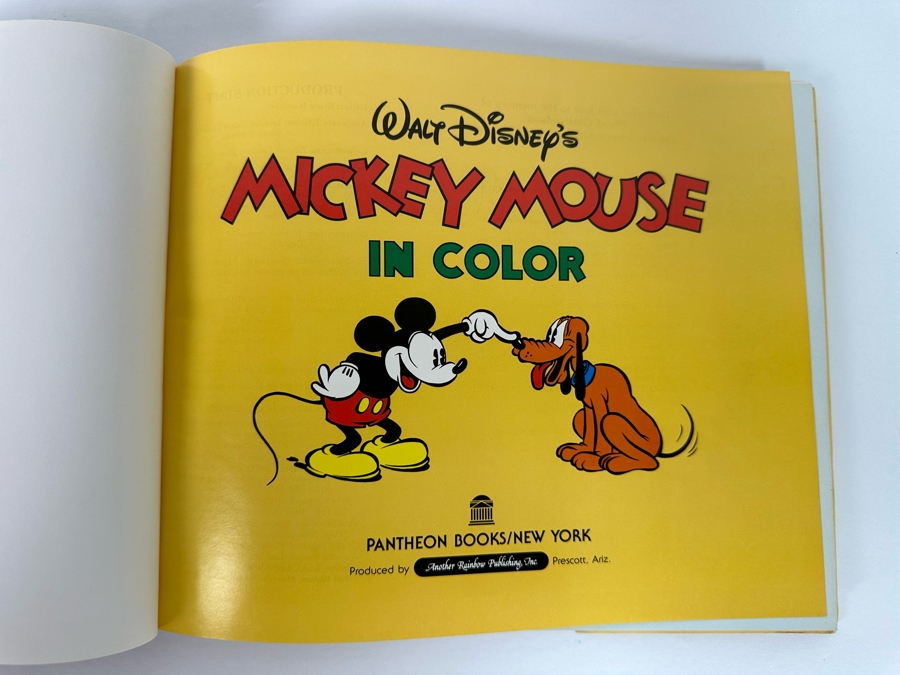 WALT DISNEY'S
MICKEY MOUSE
IN COLOR
PANTHEON BOOKS/NEW YORK
Produced by Another Rainbow Publishing, Inc. Prescott, Ariz.